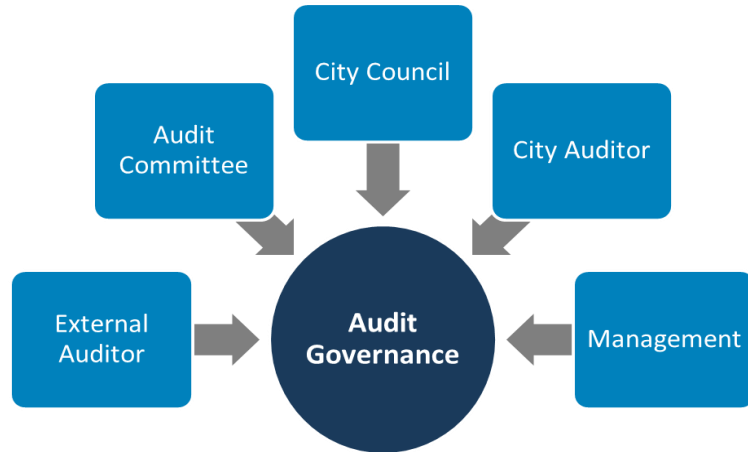 City Council
Audit
Committee
City Auditor
External
Auditor
Audit
Governance
Management